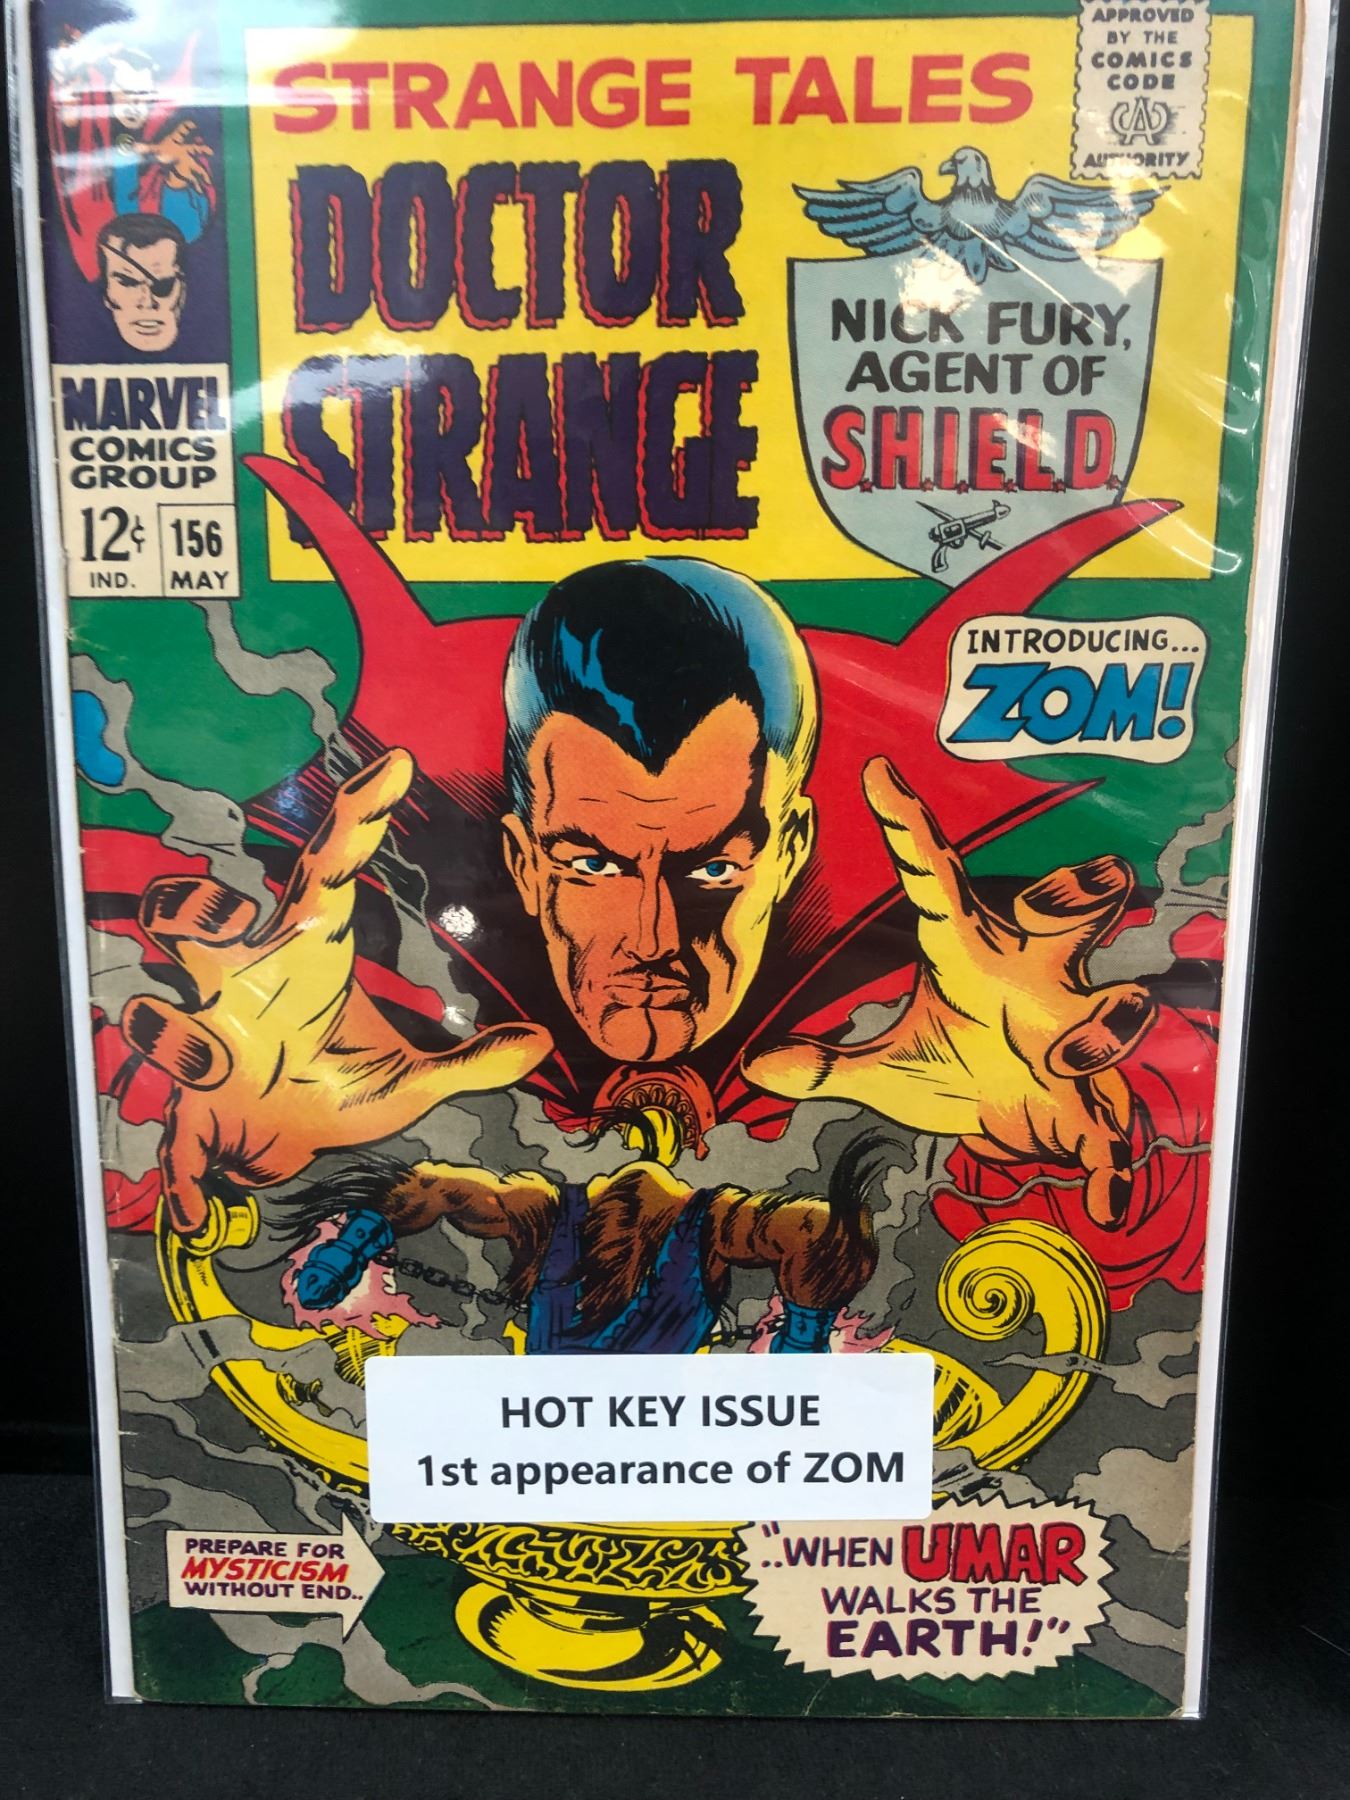 STRANGE TALES
DOCTOR
STRANGE
APPROVED
BY THE
COMICS
CODE
CA
AUTHORITY
NICK FURY,
AGENT OF
S.H.I.E.L.D.
MARVEL
COMICS
GROUP
12¢
IND.
156
MAY
INTRODUCING...
ZOM!
HOT KEY ISSUE
1st appearance of ZOM
PREPARE FOR
MYSTICISM
WITHOUT END..
"..WHEN UMAR
WALKS THE
EARTH!"